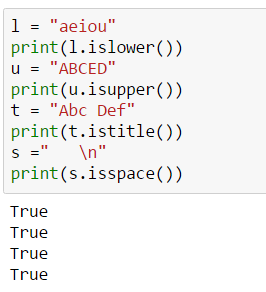 l = "aeiou"
print(l.islower())
u = "ABCED"
print(u.isupper())
t = "Abc Def"
print(t.istitle())
s ="   \n"
print(s.isspace())
True
True
True
True